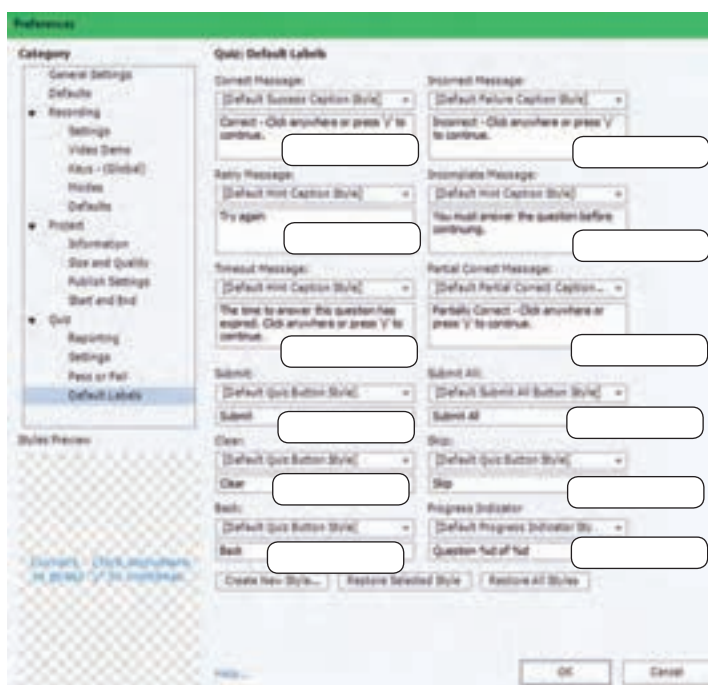 Preferences
Category
General Settings
Defaults
Recording
Settings
Video Demo
Keys - (Global)
Modes
Defaults
Project
Information
Size and Quality
Publish Settings
Start and End
Quiz
Reporting
Settings
Pass or Fail
Default Labels
Styles Preview
Correct - Click anywhere
or press 'y' to continue.
Quiz: Default Labels
Correct Message:
[Default Success Caption Style]
Correct - Click anywhere or press 'y' to
continue.
Incorrect Message:
[Default Failure Caption Style]
Incorrect - Click anywhere or press 'y'
to continue.
Retry Message:
[Default Hint Caption Style]
Try again
Incomplete Message:
[Default Hint Caption Style]
You must answer the question before
continuing.
Timeout Message:
[Default Hint Caption Style]
The time to answer this question has
expired. Click anywhere or press 'y' to
continue.
Partial Correct Message:
[Default Partial Correct Caption...
Partially Correct - Click anywhere or
press 'y' to continue.
Submit:
[Default Quiz Button Style]
Submit
Submit All:
[Default Submit All Button Style]
Submit All
Clear:
[Default Quiz Button Style]
Clear
Skip:
[Default Quiz Button Style]
Skip
Back:
[Default Quiz Button Style]
Back
Progress Indicator
[Default Progress Indicator Sty...
Question %d of %d
Create New Style...
Restore Selected Style
Restore All Styles
Help...
OK
Cancel